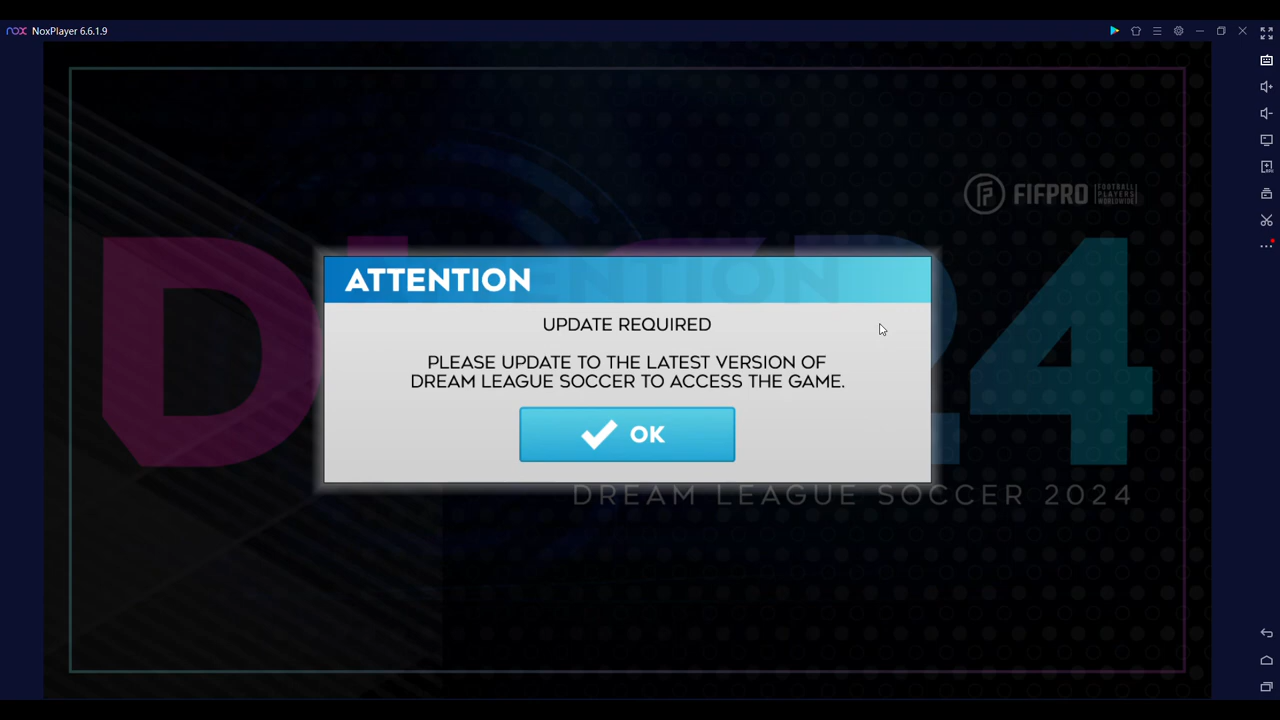 nox NoxPlayer 6.6.1.9
FIFPRO FOOTBALL
PLAYERS
WORLDWIDE
ATTENTION
UPDATE REQUIRED
PLEASE UPDATE TO THE LATEST VERSION OF
DREAM LEAGUE SOCCER TO ACCESS THE GAME.
OK
DREAM LEAGUE SOCCER 2024